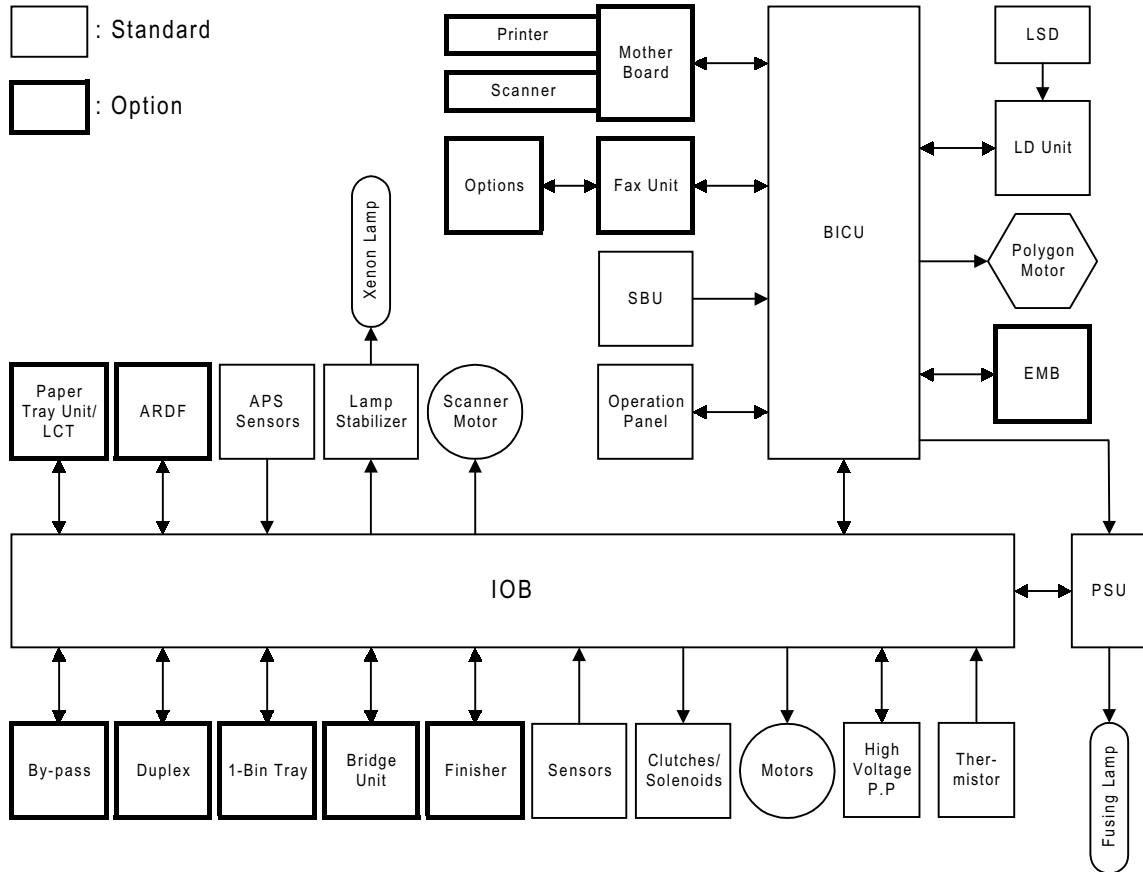 : Standard
: Option
Printer
Scanner
Mother
Board
LSD
LD Unit
Options
Fax Unit
BICU
Xenon Lamp
Polygon
Motor
SBU
EMB
Paper
Tray Unit/
LCT
ARDF
APS
Sensors
Lamp
Stabilizer
Scanner
Motor
Operation
Panel
IOB
PSU
By-pass
Duplex
1-Bin Tray
Bridge
Unit
Finisher
Sensors
Clutches/
Solenoids
Motors
High
Voltage
P.P
Ther-
mistor
Fusing Lamp